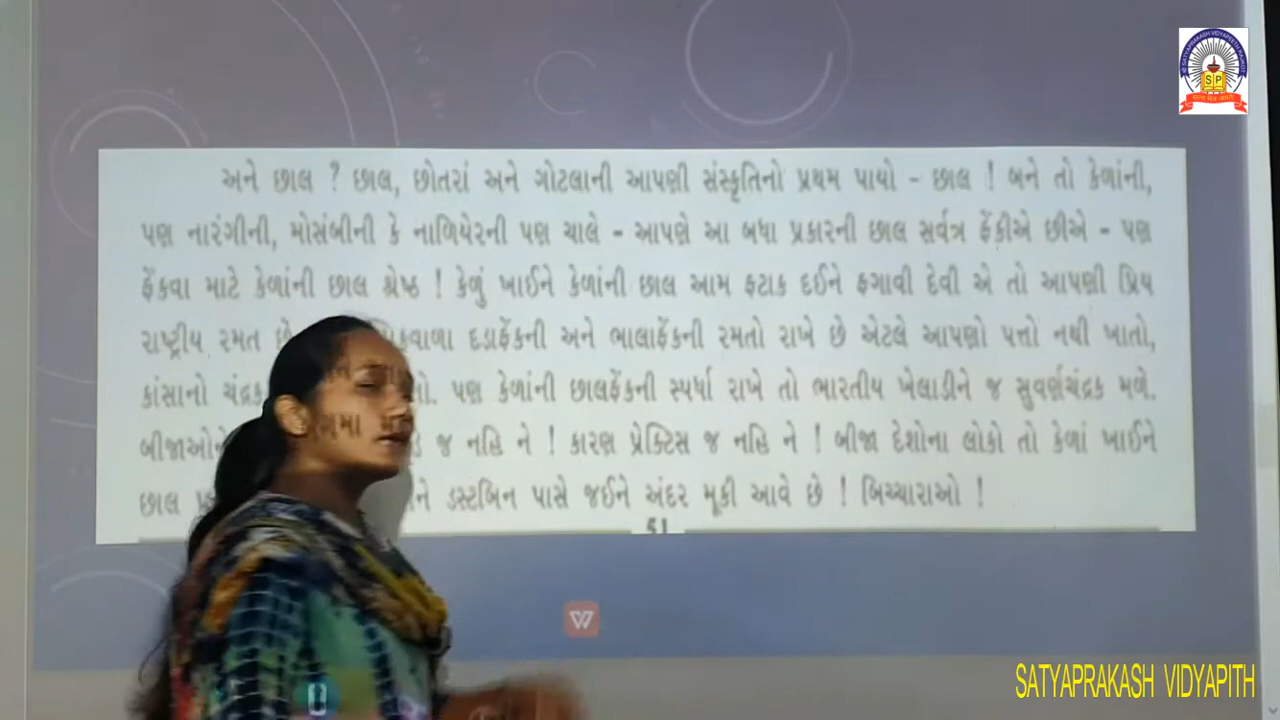 અને છાલ ? છાલ, છોતરાં અને ગોટલાની આપણી સંસ્કૃતિનો પ્રથમ પાયો - છાલ ! બને તો કેળાંની,
પણ નારંગીની, મોસંબીની કે નાળિયેરની પણ ચાલે - આપણે આ બધા પ્રકારની છાલ સર્વત્ર ફેંકીએ છીએ - પણ
ફેંકવા માટે કેળાંની છાલ શ્રેષ્ઠ ! કેળું ખાઈને કેળાંની છાલ આમ ફટાક દઈને ફગાવી દેવી એ તો આપણી પ્રિય
રાષ્ટ્રીય રમત દડાફેંકની અને ભાલાફેંકની રમતો રાખે છે એટલે આપણો પત્તો નથી ખાતો,
કાંસાનો પણ કેળાંની છાલફેંકની સ્પર્ધા રાખે તો ભારતીય ખેલાડીને જ સુવર્ણચંદ્રક મળે.
જ નહિ ને ! કારણ પ્રેક્ટિસ જ નહિ ને ! બીજા દેશોના લોકો તો કેળાં ખાઈને
છાલ ડસ્ટબિન પાસે જઈને અંદર મૂકી આવે છે ! બિચ્ચારાઓ !
51
SP
SATYAPRAKASH VIDYAPITH